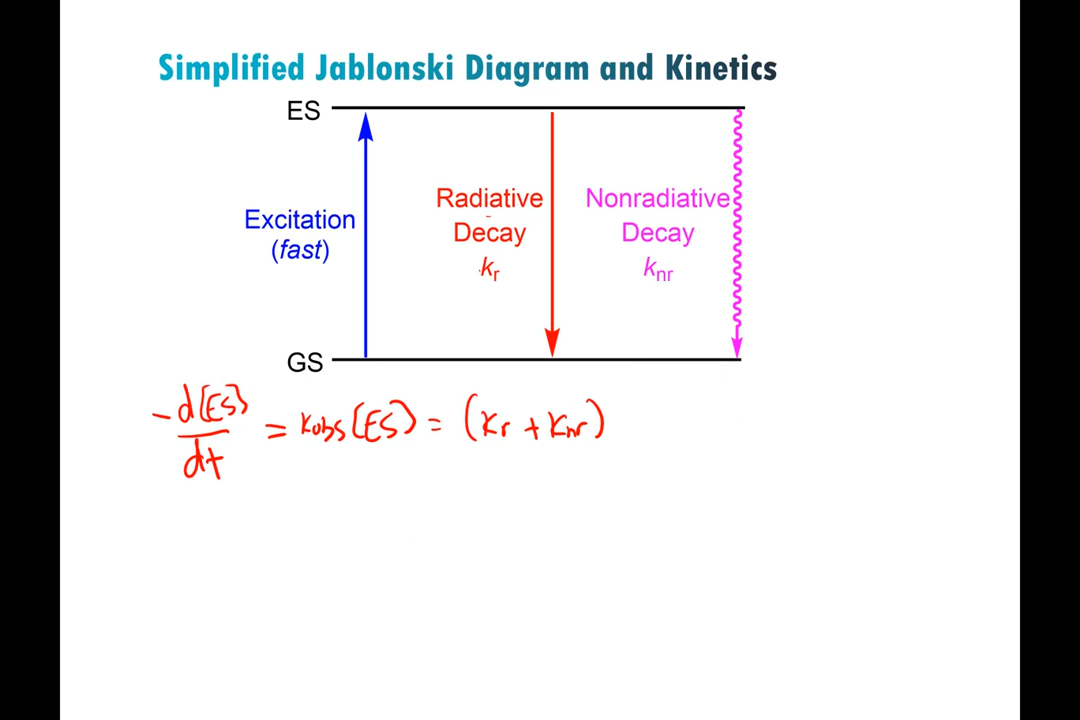 Simplified Jablonski Diagram and Kinetics
ES
Excitation
(fast)
Radiative
Decay
kr
Nonradiative
Decay
knr
GS
-d[ES]/dt = kobs[ES] = (kr + knr)